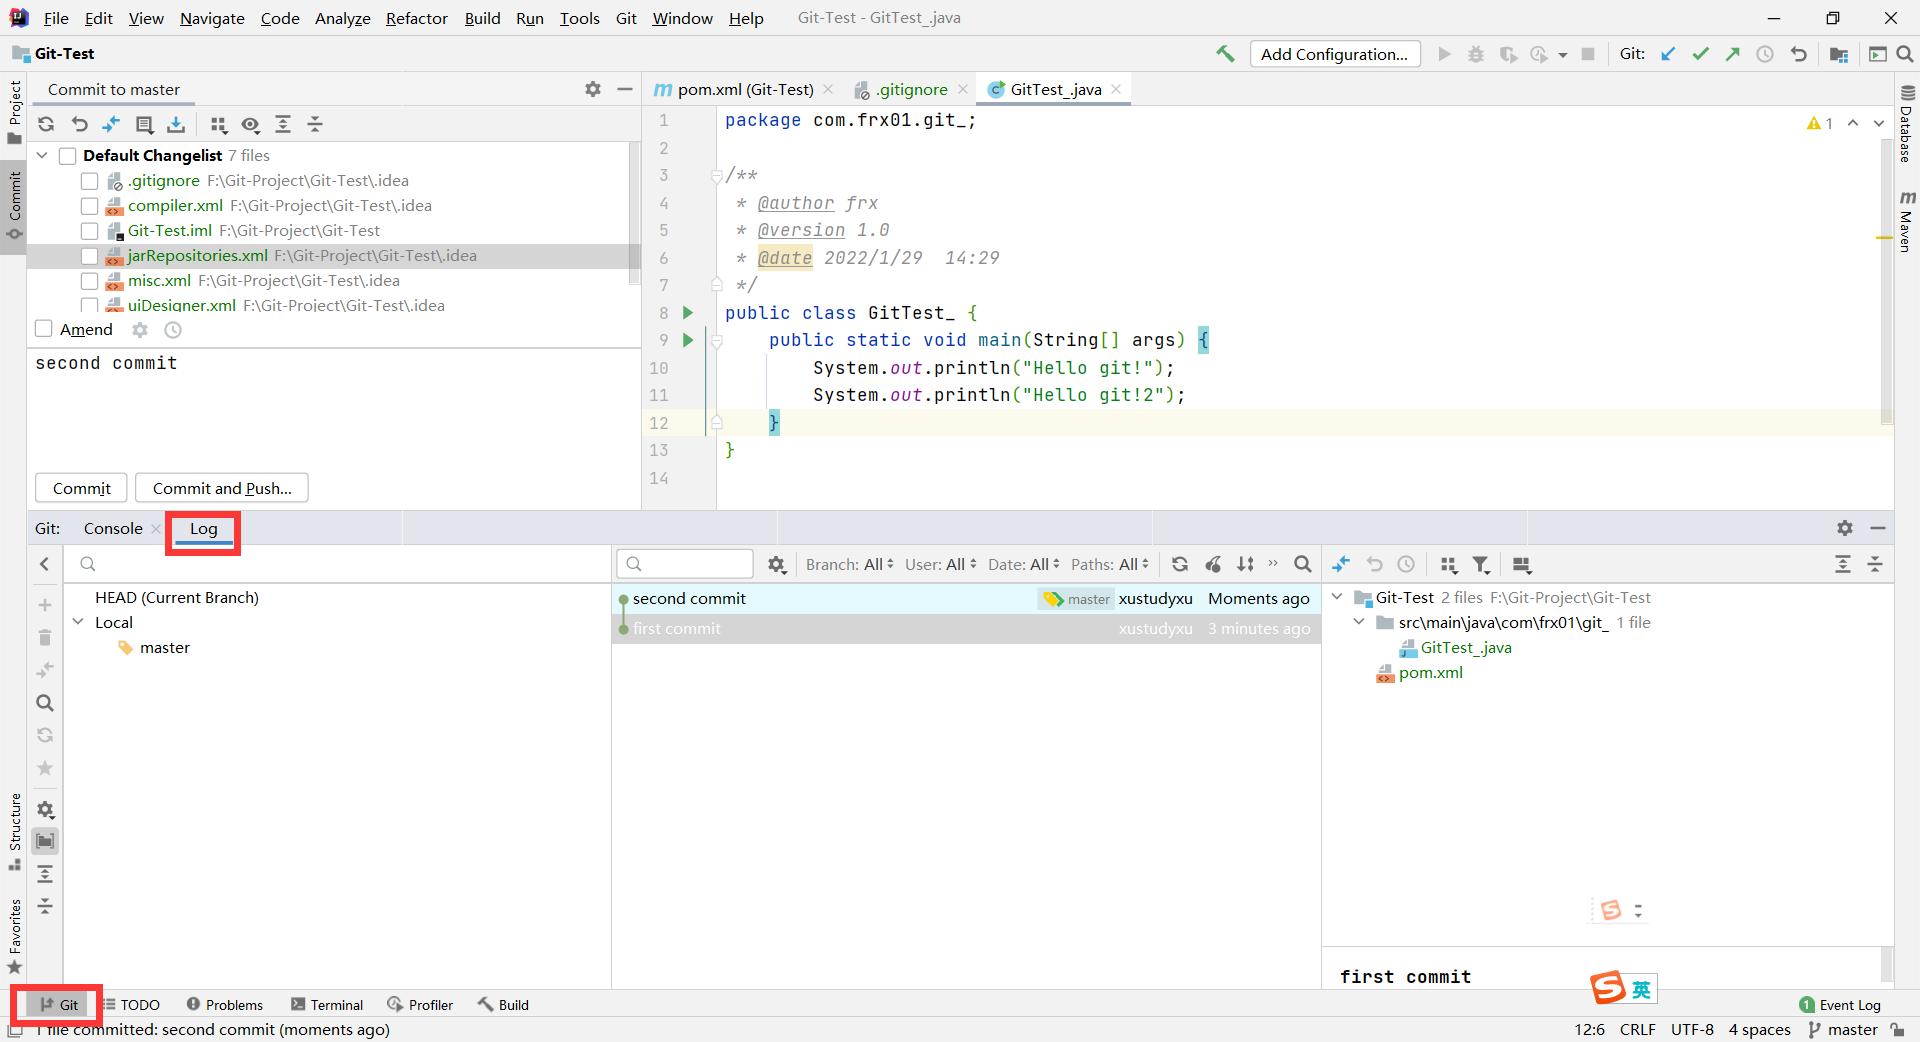 File Edit View Navigate Code Analyze Refactor Build Run Tools Git Window Help Git-Test - GitTest_.java
Git-Test Add Configuration... Git:
Project
Commit
Structure
Favorites
Commit to master
Default Changelist 7 files
.gitignore F:\Git-Project\Git-Test\.idea
compiler.xml F:\Git-Project\Git-Test\.idea
Git-Test.iml F:\Git-Project\Git-Test
jarRepositories.xml F:\Git-Project\Git-Test\.idea
misc.xml F:\Git-Project\Git-Test\.idea
uiDesigner.xml F:\Git-Project\Git-Test\.idea
Amend
second commit
Commit Commit and Push...
pom.xml (Git-Test) .gitignore GitTest_.java
1 package com.frx01.git_;
2
3 /**
4 * @author frx
5 * @version 1.0
6 * @date 2022/1/29 14:29
7 */
8 public class GitTest_ {
9 public static void main(String[] args) {
10 System.out.println("Hello git!");
11 System.out.println("Hello git!2");
12 }
13 }
14
1
Database
Maven
Git: Console Log
HEAD (Current Branch)
Local
master
Branch: All User: All Date: All Paths: All
second commit master xustudyxu Moments ago
first commit xustudyxu 3 minutes ago
Git-Test 2 files F:\Git-Project\Git-Test
src\main\java\com\frx01\git_ 1 file
GitTest_.java
pom.xml
first commit
英
Git TODO Problems Terminal Profiler Build 1 Event Log
1 file committed: second commit (moments ago) 12:6 CRLF UTF-8 4 spaces master